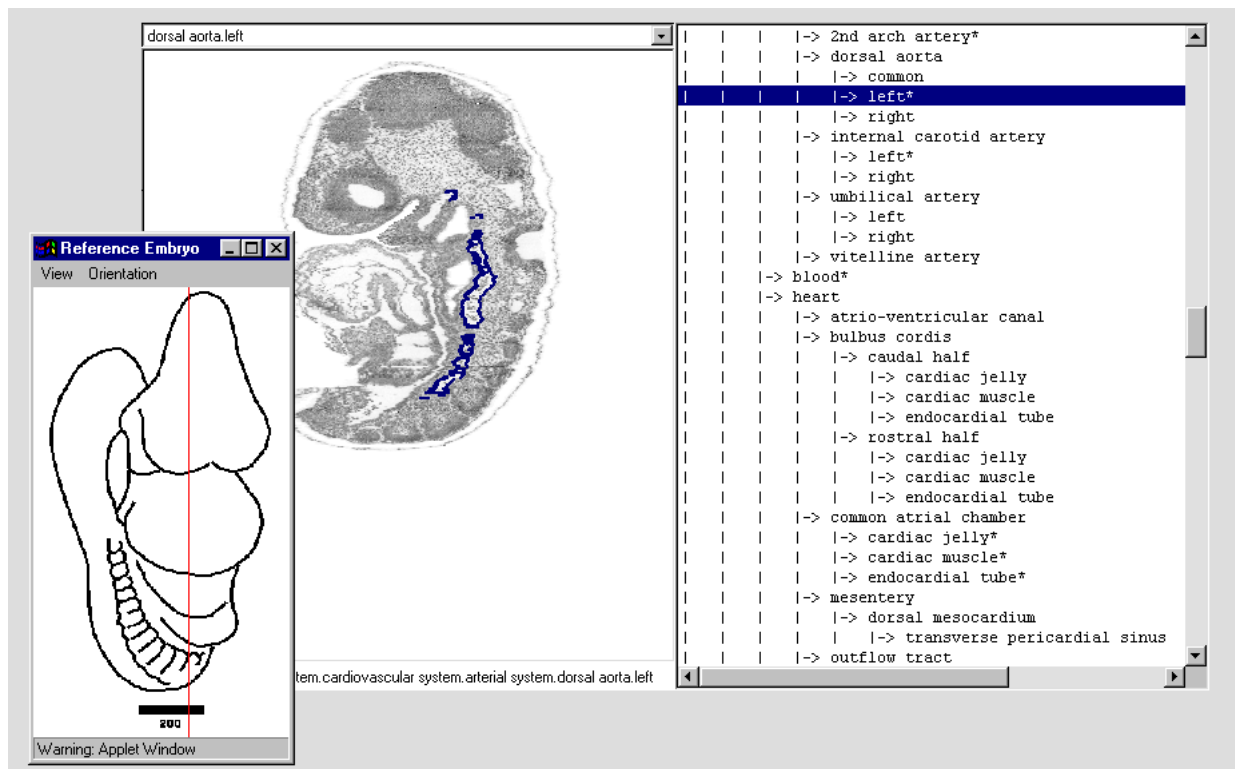 dorsal aorta.left
| | | |-> 2nd arch artery*
| | | |-> dorsal aorta
| | | | |-> common
| | | | |-> left*
| | | | |-> right
| | | |-> internal carotid artery
| | | | |-> left*
| | | | |-> right
| | | |-> umbilical artery
| | | | |-> left
| | | | |-> right
| | | |-> vitelline artery
| | |-> blood*
| | |-> heart
| | | |-> atrio-ventricular canal
| | | |-> bulbus cordis
| | | | |-> caudal half
| | | | | |-> cardiac jelly
| | | | | |-> cardiac muscle
| | | | | |-> endocardial tube
| | | | |-> rostral half
| | | | | |-> cardiac jelly
| | | | | |-> cardiac muscle
| | | | | |-> endocardial tube
| | | |-> common atrial chamber
| | | | |-> cardiac jelly*
| | | | |-> cardiac muscle*
| | | | |-> endocardial tube*
| | | |-> mesentery
| | | | |-> dorsal mesocardium
| | | | | |-> transverse pericardial sinus
| | | |-> outflow tract
tem.cardiovascular system.arterial system.dorsal aorta.left
Reference Embryo
View Orientation
200
Warning: Applet Window